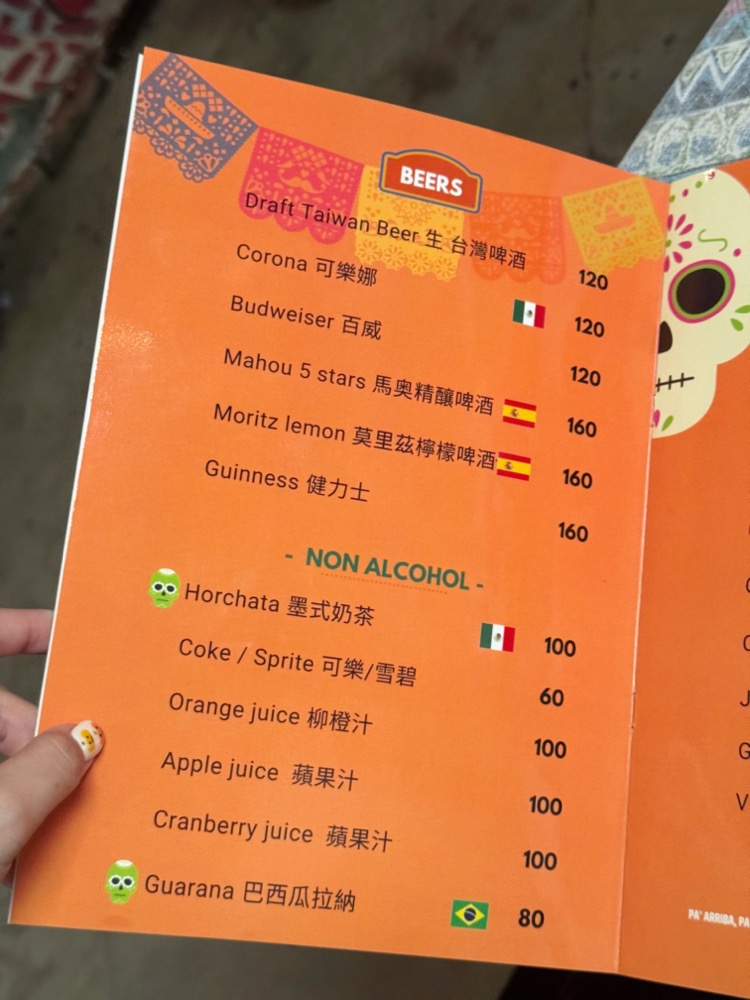 BEERS
Draft Taiwan Beer 生 台灣啤酒 120
Corona 可樂娜 120
Budweiser 百威 120
Mahou 5 stars 馬奧精釀啤酒 160
Moritz lemon 莫里茲檸檬啤酒 160
Guinness 健力士 160
- NON ALCOHOL -
Horchata 墨式奶茶 100
Coke / Sprite 可樂/雪碧 60
Orange juice 柳橙汁 100
Apple juice 蘋果汁 100
Cranberry juice 蘋果汁 100
Guarana 巴西瓜拉納 80
PA' ARRIBA, PA